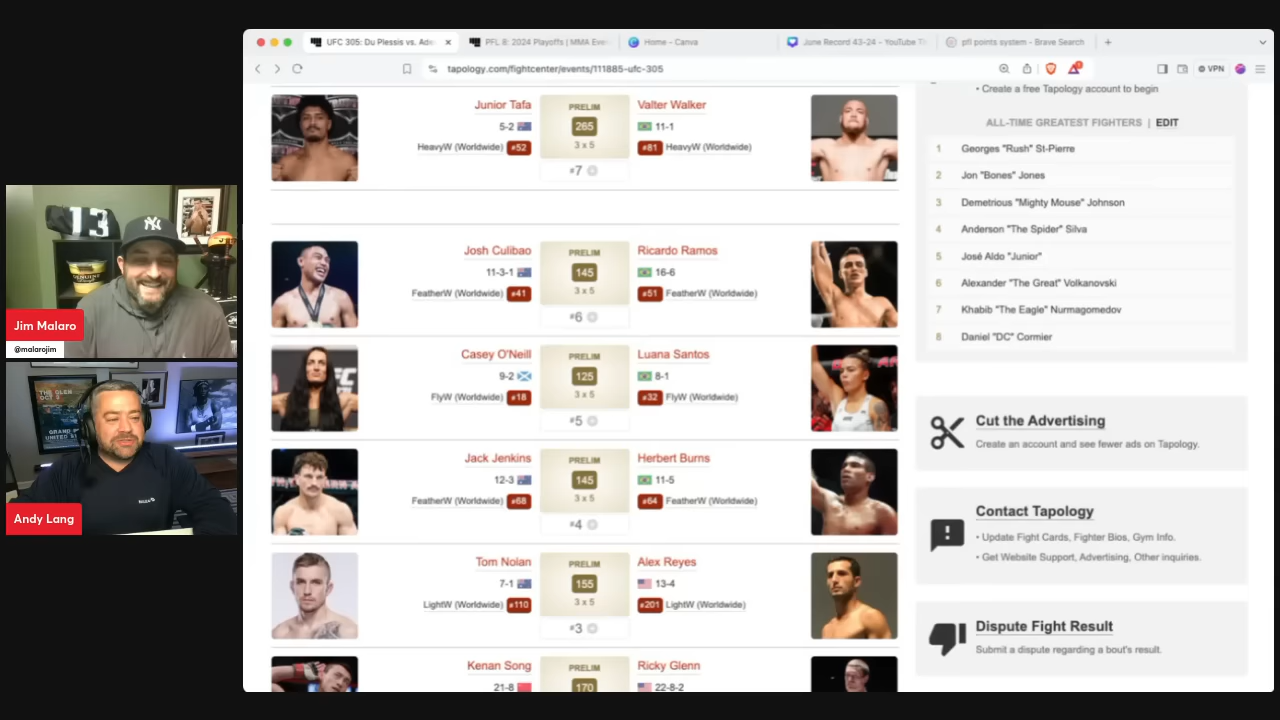 UFC 305: Du Plessis vs. Ade
PFL 8: 2024 Playoffs | MMA Eve
Home – Canva
June Record 43-24 – YouTube T
pfl points system - Brave Search
tapology.com/fightcenter/events/111885-ufc-305
VPN
Junior Tafa
5-2
HeavyW (Worldwide) #52
PRELIM
265
3 x 5
#7
Valter Walker
11-1
#81 HeavyW (Worldwide)
Josh Culibao
11-3-1
FeatherW (Worldwide) #41
PRELIM
145
3 x 5
#6
Ricardo Ramos
16-6
#51 FeatherW (Worldwide)
Casey O'Neill
9-2
FlyW (Worldwide) #18
PRELIM
125
3 x 5
#5
Luana Santos
8-1
#32 FlyW (Worldwide)
Jack Jenkins
12-3
FeatherW (Worldwide) #68
PRELIM
145
3 x 5
#4
Herbert Burns
11-5
#64 FeatherW (Worldwide)
Tom Nolan
7-1
LightW (Worldwide) #110
PRELIM
155
3 x 5
#3
Alex Reyes
13-4
#201 LightW (Worldwide)
Kenan Song
21-8
PRELIM
170
Ricky Glenn
22-8-2
• Create a free Tapology account to begin
ALL-TIME GREATEST FIGHTERS | EDIT
1 Georges "Rush" St-Pierre
2 Jon "Bones" Jones
3 Demetrious "Mighty Mouse" Johnson
4 Anderson "The Spider" Silva
5 José Aldo "Junior"
6 Alexander "The Great" Volkanovski
7 Khabib "The Eagle" Nurmagomedov
8 Daniel "DC" Cormier
Cut the Advertising
Create an account and see fewer ads on Tapology.
Contact Tapology
• Update Fight Cards, Fighter Bios, Gym Info.
• Get Website Support, Advertising, Other inquiries.
Dispute Fight Result
Submit a dispute regarding a bout's result.
13
NY
GENUINE
Jim Malaro
@malarojim
THE GLEN
OCT 5
GRAND P
UNITED ST
Andy Lang